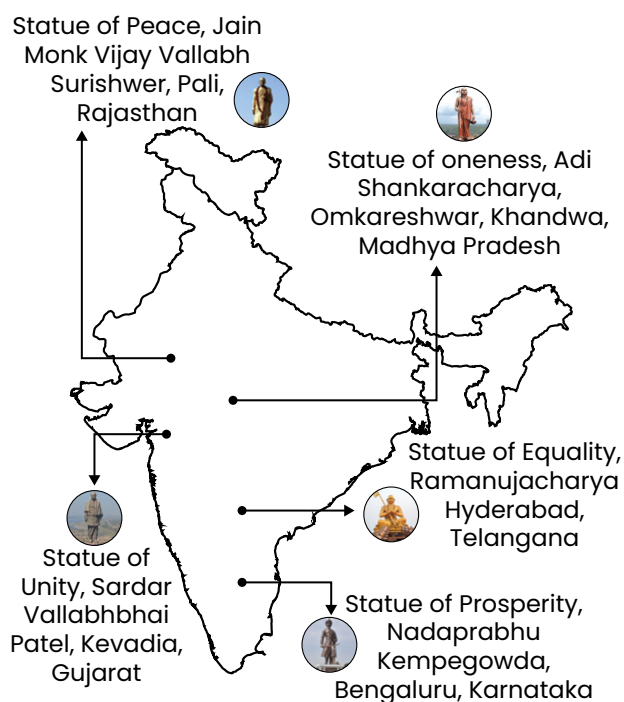 Statue of Peace, Jain
Monk Vijay Vallabh
Surishwer, Pali,
Rajasthan
Statue of oneness, Adi
Shankaracharya,
Omkareshwar, Khandwa,
Madhya Pradesh
Statue of Equality,
Ramanujacharya
Hyderabad,
Telangana
Statue of
Unity, Sardar
Vallabhbhai
Patel, Kevadia,
Gujarat
Statue of Prosperity,
Nadaprabhu
Kempegowda,
Bengaluru, Karnataka